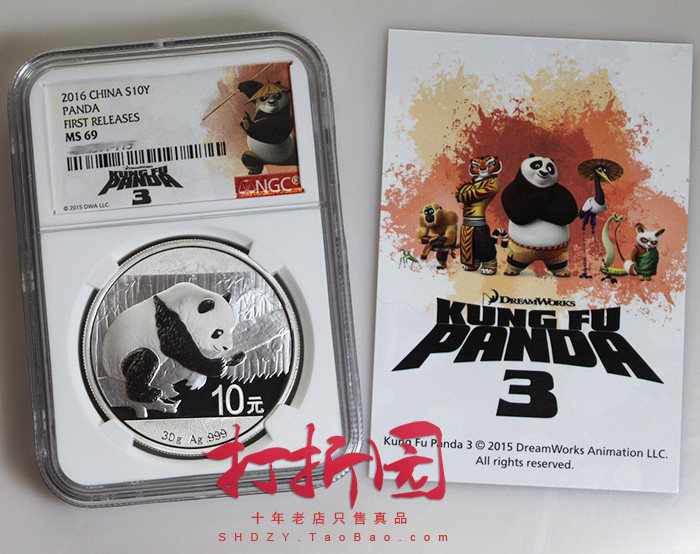 2016 CHINA S10Y
PANDA
FIRST RELEASES
MS 69
DREAMWORKS
KUNG FU
PANDA
3
© 2015 DWA LLC.
NGC®
10元
30g Ag .999
DREAMWORKS
KUNG FU
PANDA
3
Kung Fu Panda 3 © 2015 DreamWorks Animation LLC.
All rights reserved.
打折园
十年老店只售真品
SHDZY.TaoBao.com